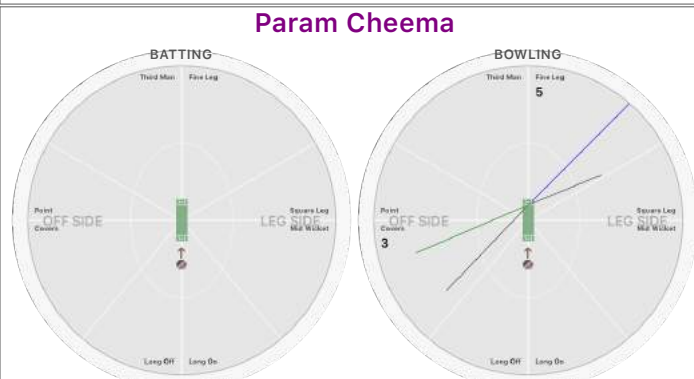 Param Cheema
BATTING
Third Man
Fine Leg
Point
Covers
OFF SIDE
LEG SIDE
Square Leg
Mid Wicket
Long Off
Long On
BOWLING
Third Man
Fine Leg
5
Point
Covers
OFF SIDE
LEG SIDE
Square Leg
Mid Wicket
3
Long Off
Long On